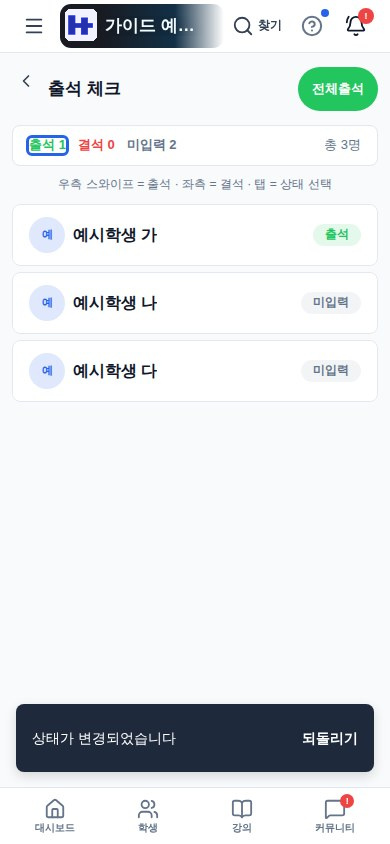 가이드 예...
찾기
!
출석 체크
전체출석
출석 1 결석 0 미입력 2
총 3명
우측 스와이프 = 출석 · 좌측 = 결석 · 탭 = 상태 선택
예 예시학생 가 출석
예 예시학생 나 미입력
예 예시학생 다 미입력
상태가 변경되었습니다 되돌리기
!
대시보드 학생 강의 커뮤니티